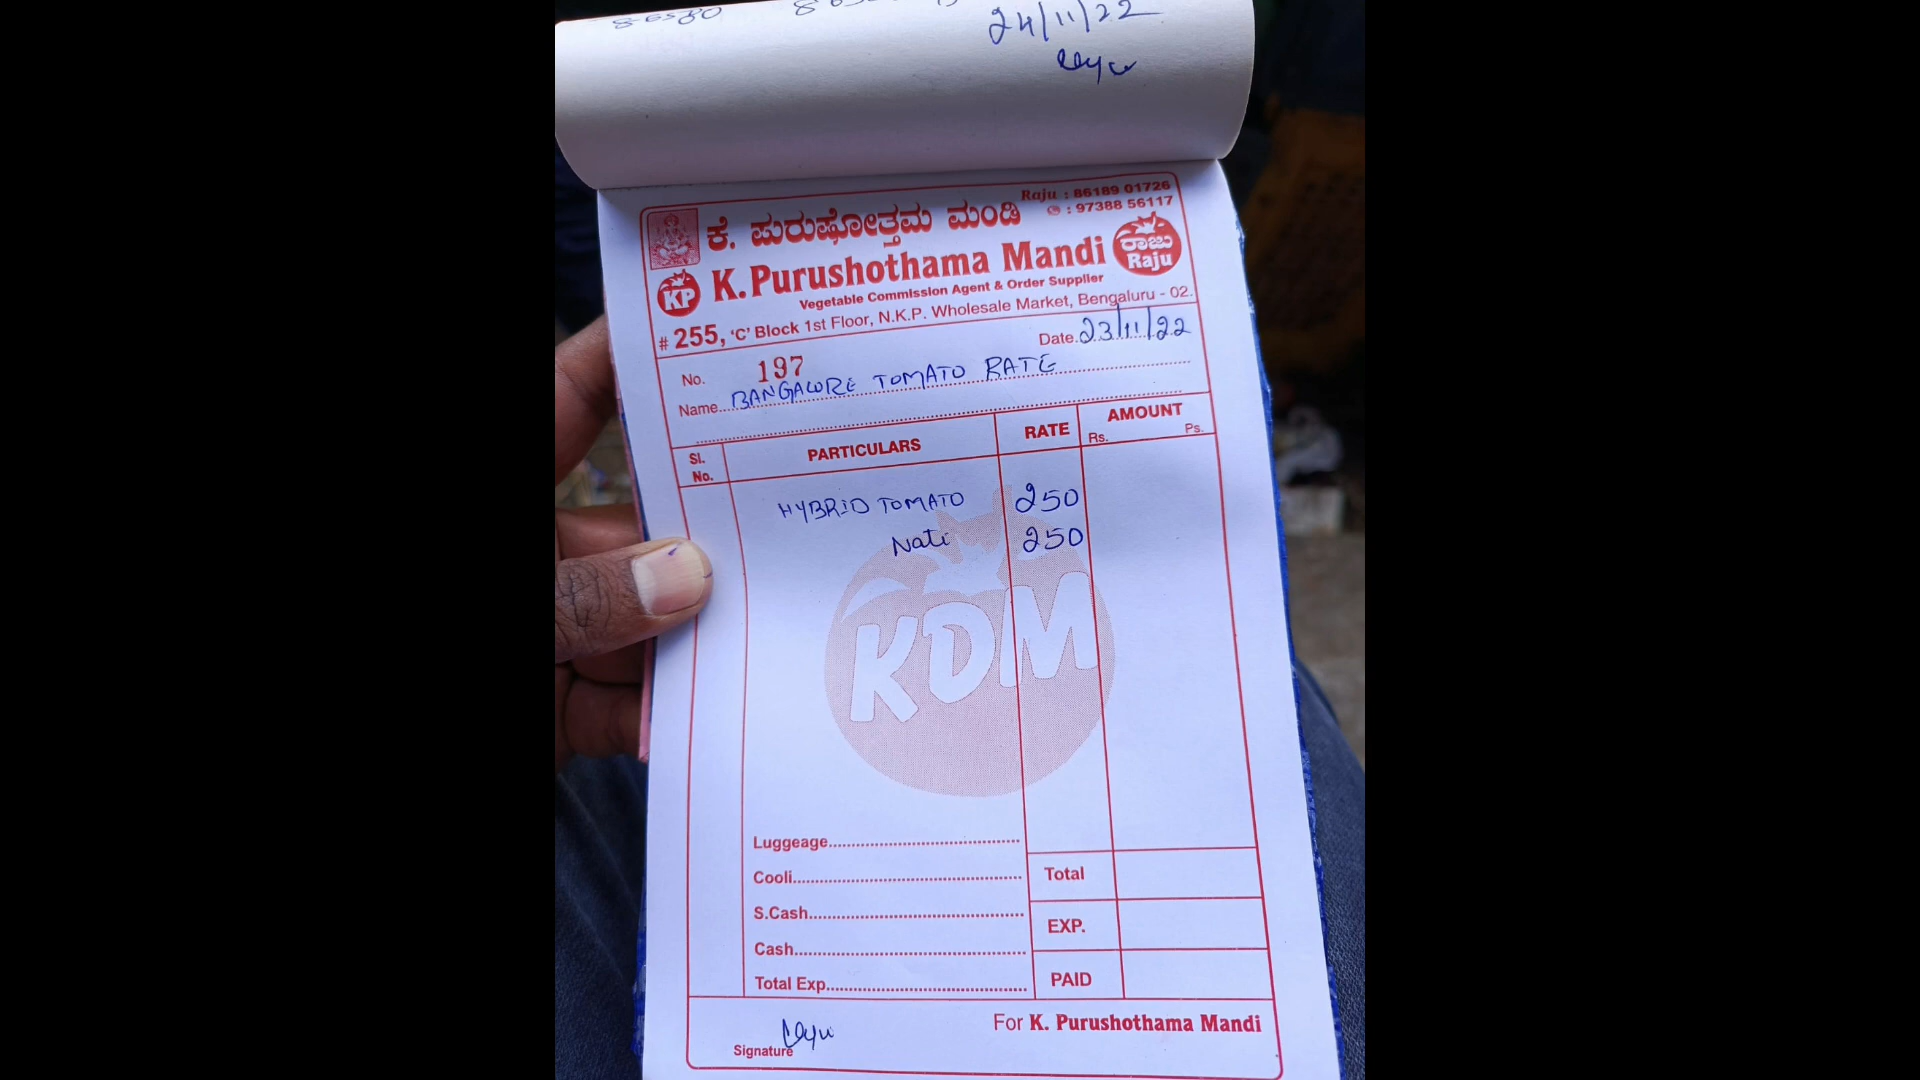 24/11/22
Raju : 86189 01726
: 97388 56117
ಕೆ. ಪುರುಷೋತ್ತಮ ಮಂಡಿ
KP K.Purushothama Mandi ರಾಜು Raju
Vegetable Commission Agent & Order Supplier
# 255, 'C' Block 1st Floor, N.K.P. Wholesale Market, Bengaluru - 02.
Date. 23/11/22
No. 197
Name BANGALORE TOMATO RATE
Sl. No. PARTICULARS RATE AMOUNT
Rs. Ps.
HYBRID TOMATO 250
Nati 250
KDM
Luggeage
Cooli Total
S.Cash EXP.
Cash
Total Exp. PAID
For K. Purushothama Mandi
Signature